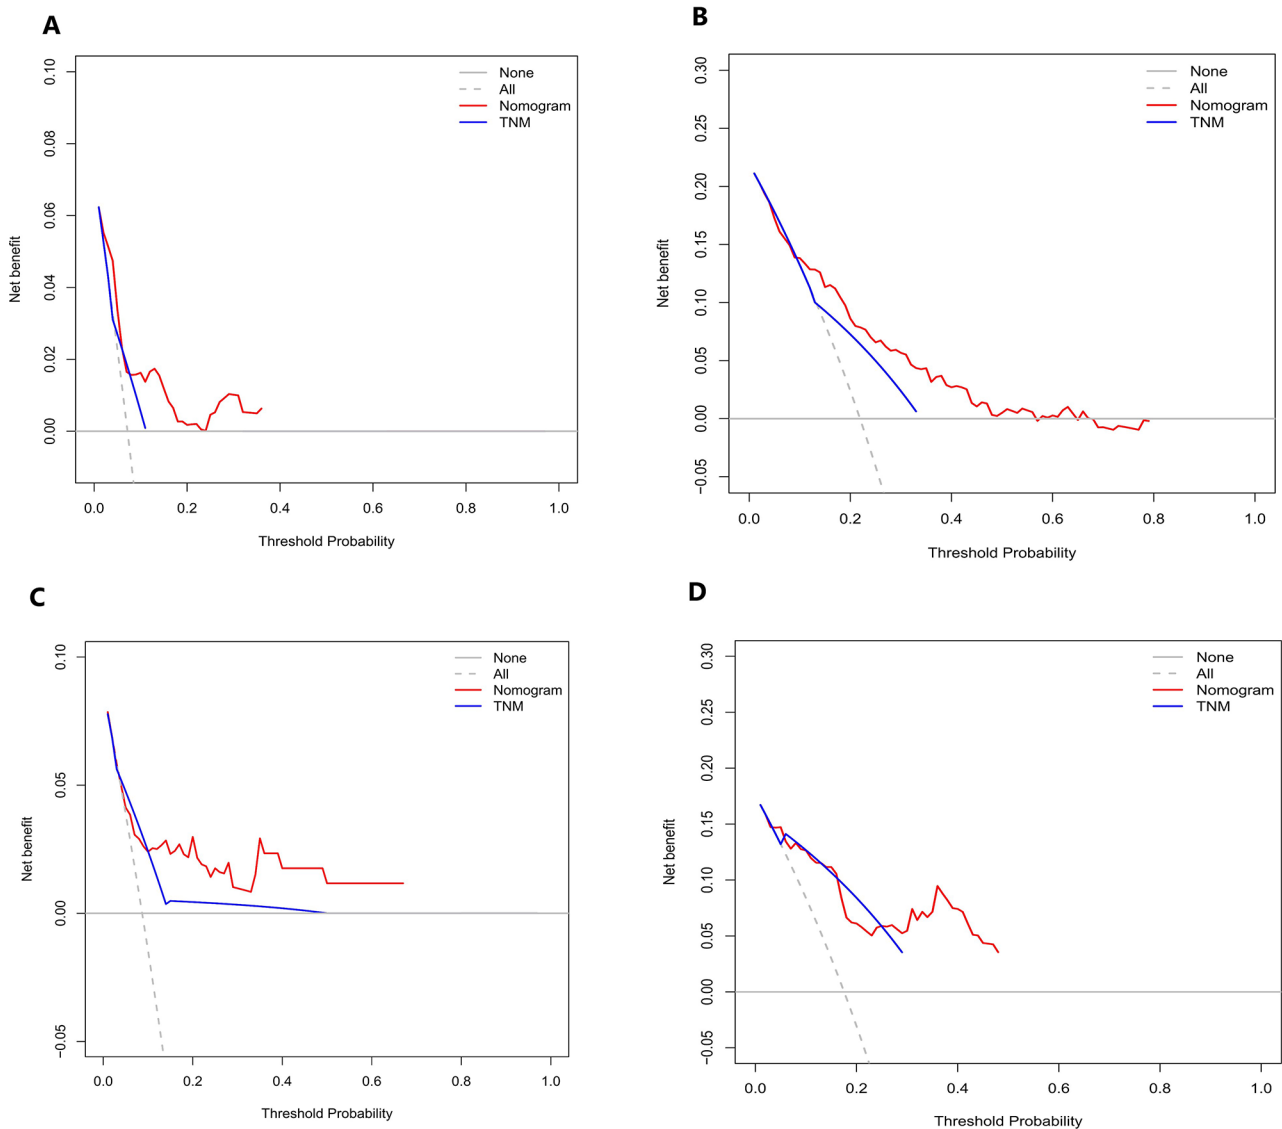 A
0.10
0.08
0.06
0.04
0.02
0.00
Net benefit
None
All
Nomogram
TNM
0.0 0.2 0.4 0.6 0.8 1.0
Threshold Probability
B
0.30
0.25
0.20
0.15
0.10
0.05
0.00
−0.05
Net benefit
None
All
Nomogram
TNM
0.0 0.2 0.4 0.6 0.8 1.0
Threshold Probability
C
0.10
0.05
0.00
−0.05
Net benefit
None
All
Nomogram
TNM
0.0 0.2 0.4 0.6 0.8 1.0
Threshold Probability
D
0.30
0.25
0.20
0.15
0.10
0.05
0.00
−0.05
Net benefit
None
All
Nomogram
TNM
0.0 0.2 0.4 0.6 0.8 1.0
Threshold Probability